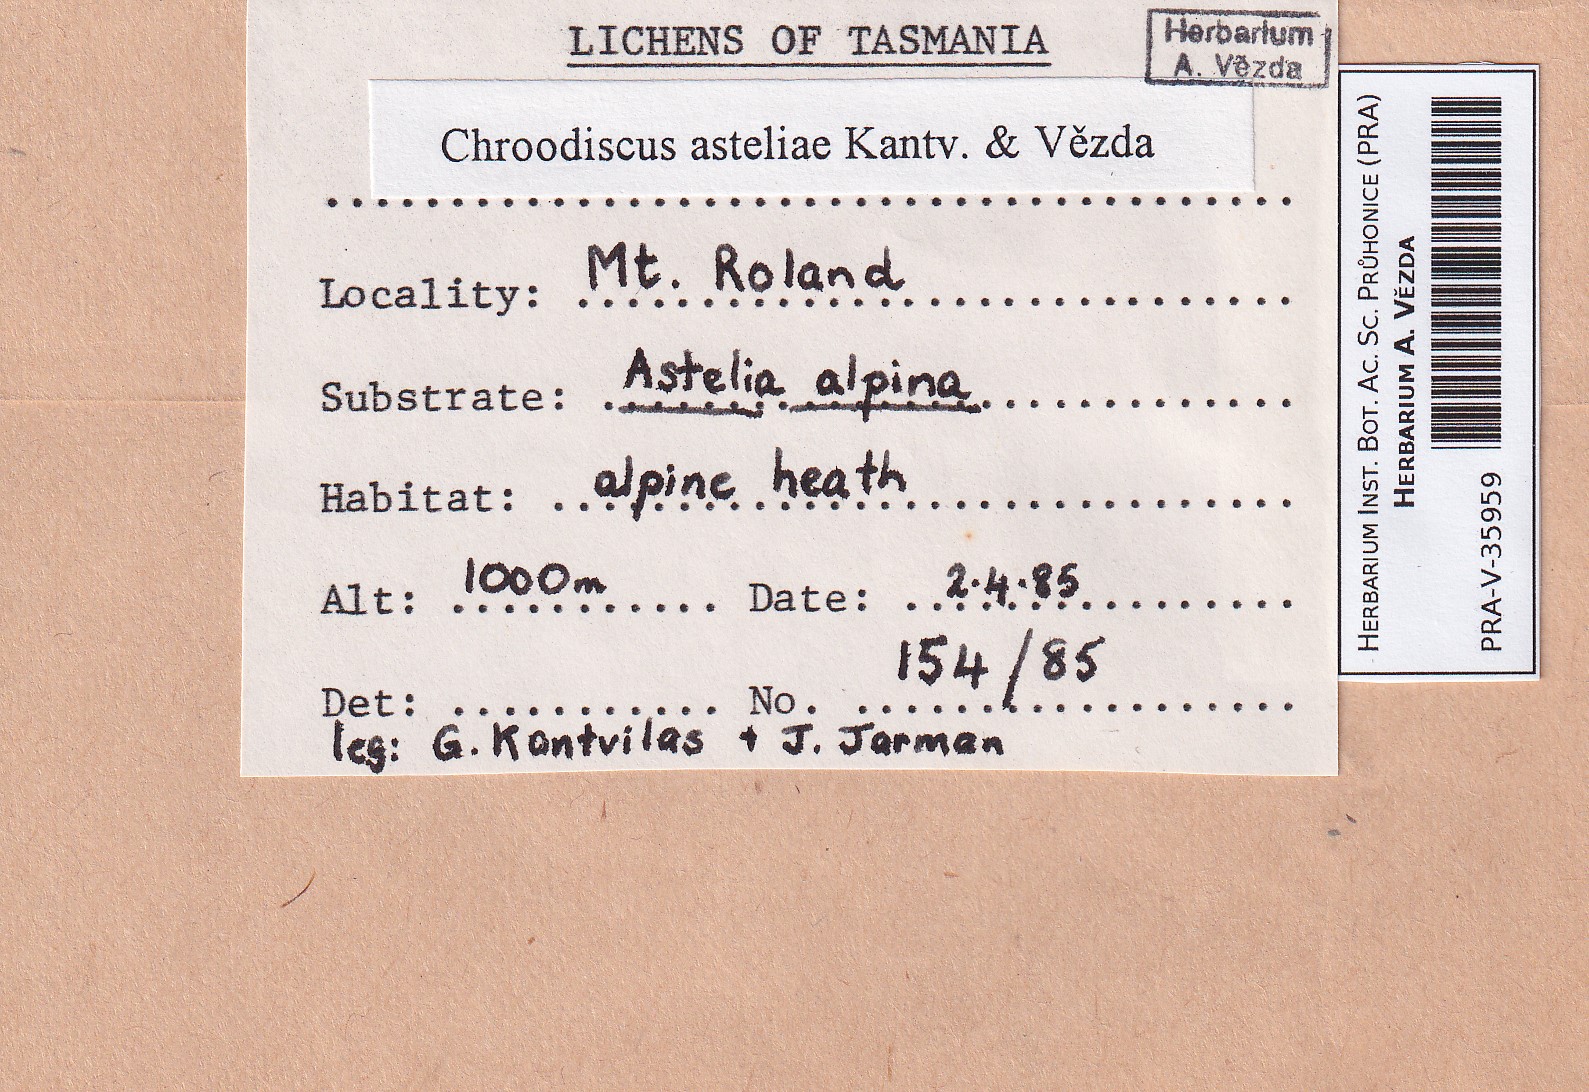 LICHENS OF TASMANIA
Herbarium
A. Vězda
Chroodiscus asteliae Kantv. & Vězda
Locality: Mt. Roland
Substrate: Astelia alpina
Habitat: alpine heath
Alt: 1000m Date: 2.4.85
Det: No. 154/85
leg: G. Kantvilas + J. Jarman
HERBARIUM INST. BOT. AC. SC. PRŮHONICE (PRA)
HERBARIUM A. VĚZDA
PRA-V-35959